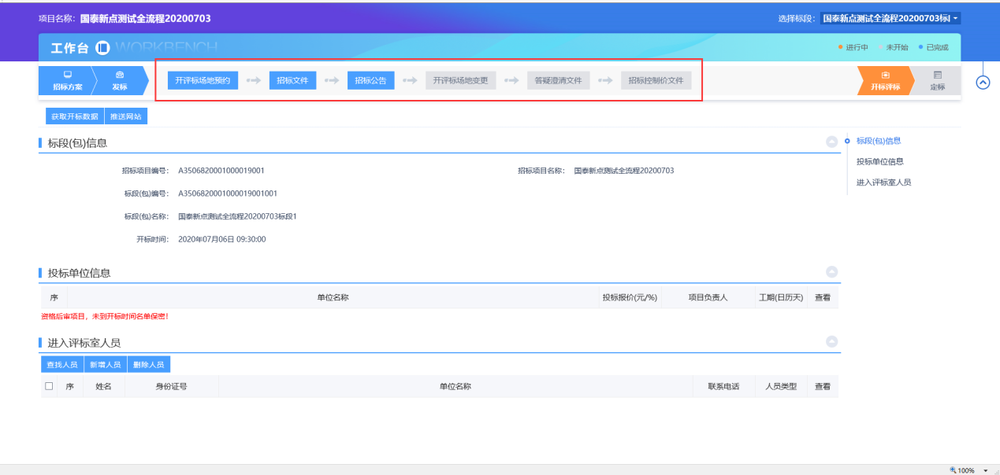 项目名称：国泰新点测试全流程20200703
选择标段：国泰新点测试全流程20200703标
工作台 WORKBENCH
进行中 未开始 已完成
招标方案 发标 开评标场地预约 招标文件 招标公告 开评标场地变更 答疑澄清文件 招标控制价文件 开标评标 定标
获取开标数据 推送网站
标段(包)信息
标段(包)信息
投标单位信息
进入评标室人员
招标项目编号： A3506820001000019001 招标项目名称： 国泰新点测试全流程20200703
标段(包)编号： A3506820001000019001001
标段(包)名称： 国泰新点测试全流程20200703标段1
开标时间： 2020年07月06日 09:30:00
投标单位信息
序 单位名称 投标报价(元/%) 项目负责人 工期(日历天) 查看
资格后审项目，未到开标时间名单保密！
进入评标室人员
查找人员 新增人员 删除人员
序 姓名 身份证号 单位名称 联系电话 人员类型 查看
100%